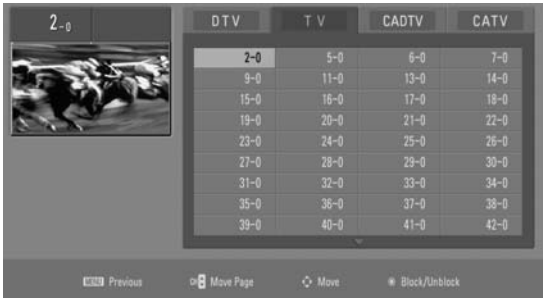 2-0 DTV TV CADTV CATV
2-0 5-0 6-0 7-0
9-0 11-0 13-0 14-0
15-0 16-0 17-0 18-0
19-0 20-0 21-0 22-0
23-0 24-0 25-0 26-0
27-0 28-0 29-0 30-0
31-0 32-0 33-0 34-0
35-0 36-0 37-0 38-0
39-0 40-0 41-0 42-0
MENU Previous CH Move Page Move Block/Unblock